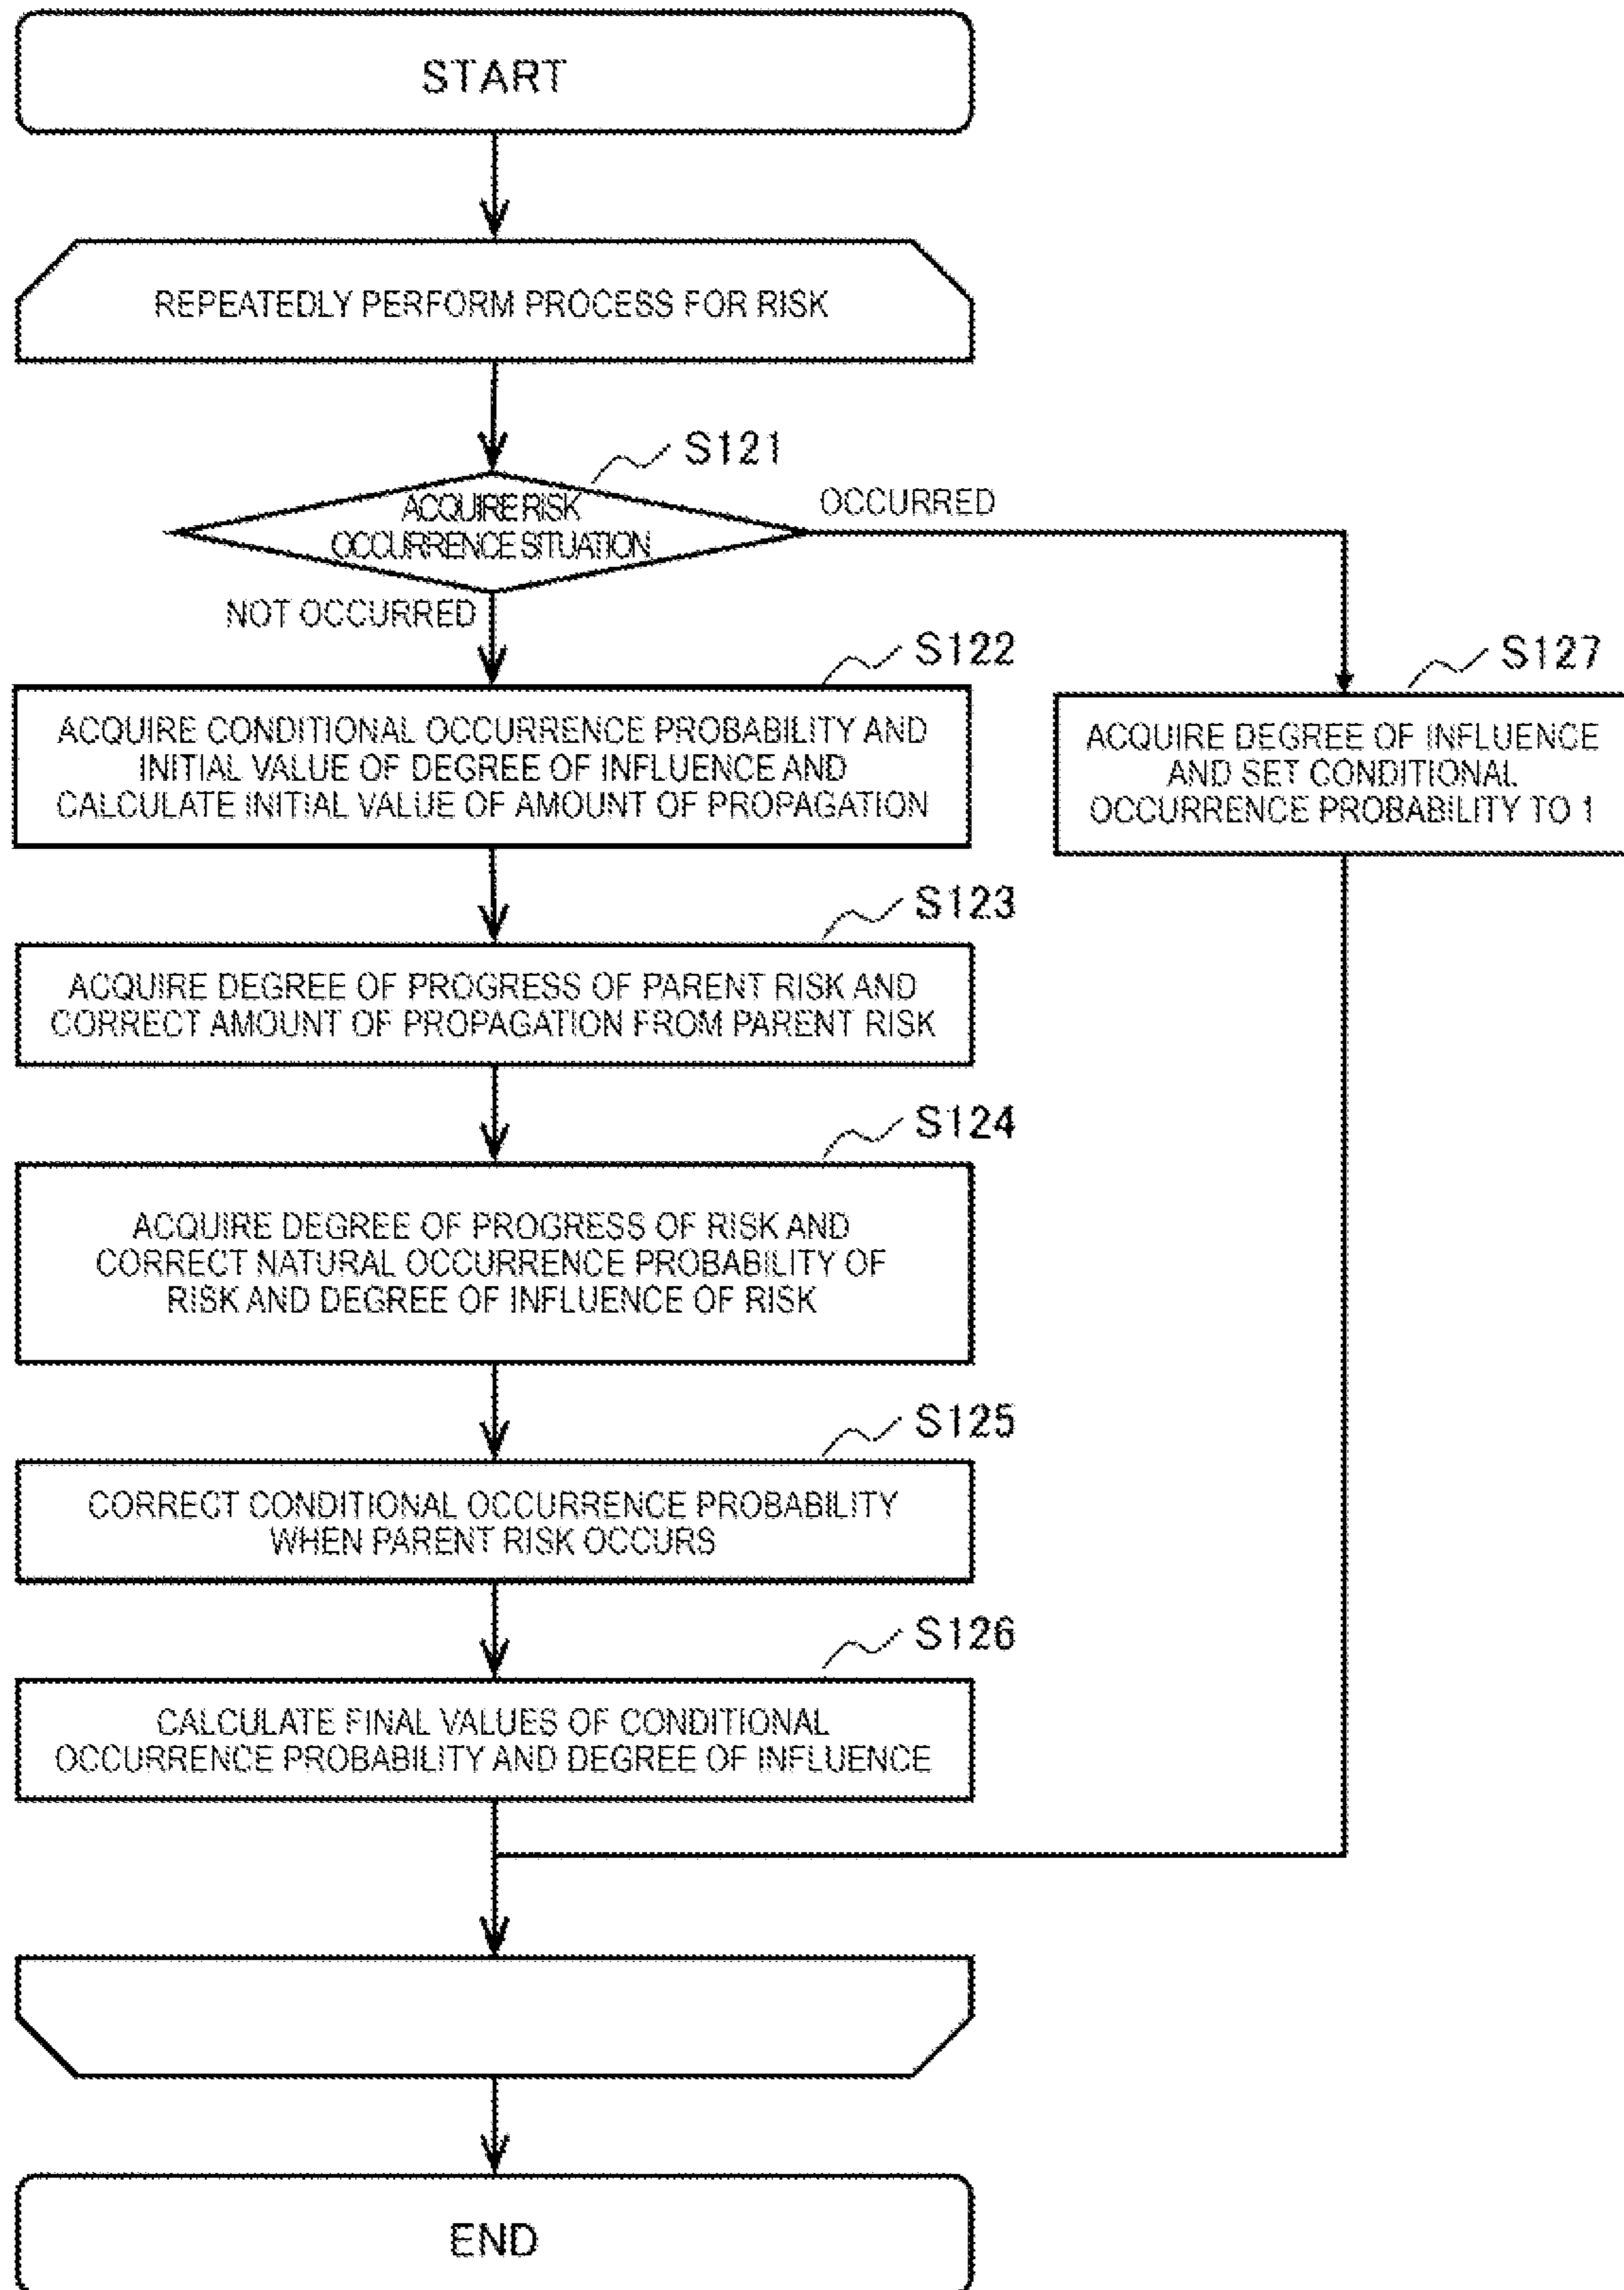 START
REPEATEDLY PERFORM PROCESS FOR RISK
S121
ACQUIRE RISK
OCCURRENCE SITUATION
OCCURRED
NOT OCCURRED
S122
ACQUIRE CONDITIONAL OCCURRENCE PROBABILITY AND
INITIAL VALUE OF DEGREE OF INFLUENCE AND
CALCULATE INITIAL VALUE OF AMOUNT OF PROPAGATION
S127
ACQUIRE DEGREE OF INFLUENCE
AND SET CONDITIONAL
OCCURRENCE PROBABILITY TO 1
S123
ACQUIRE DEGREE OF PROGRESS OF PARENT RISK AND
CORRECT AMOUNT OF PROPAGATION FROM PARENT RISK
S124
ACQUIRE DEGREE OF PROGRESS OF RISK AND
CORRECT NATURAL OCCURRENCE PROBABILITY OF
RISK AND DEGREE OF INFLUENCE OF RISK
S125
CORRECT CONDITIONAL OCCURRENCE PROBABILITY
WHEN PARENT RISK OCCURS
S126
CALCULATE FINAL VALUES OF CONDITIONAL
OCCURRENCE PROBABILITY AND DEGREE OF INFLUENCE
END